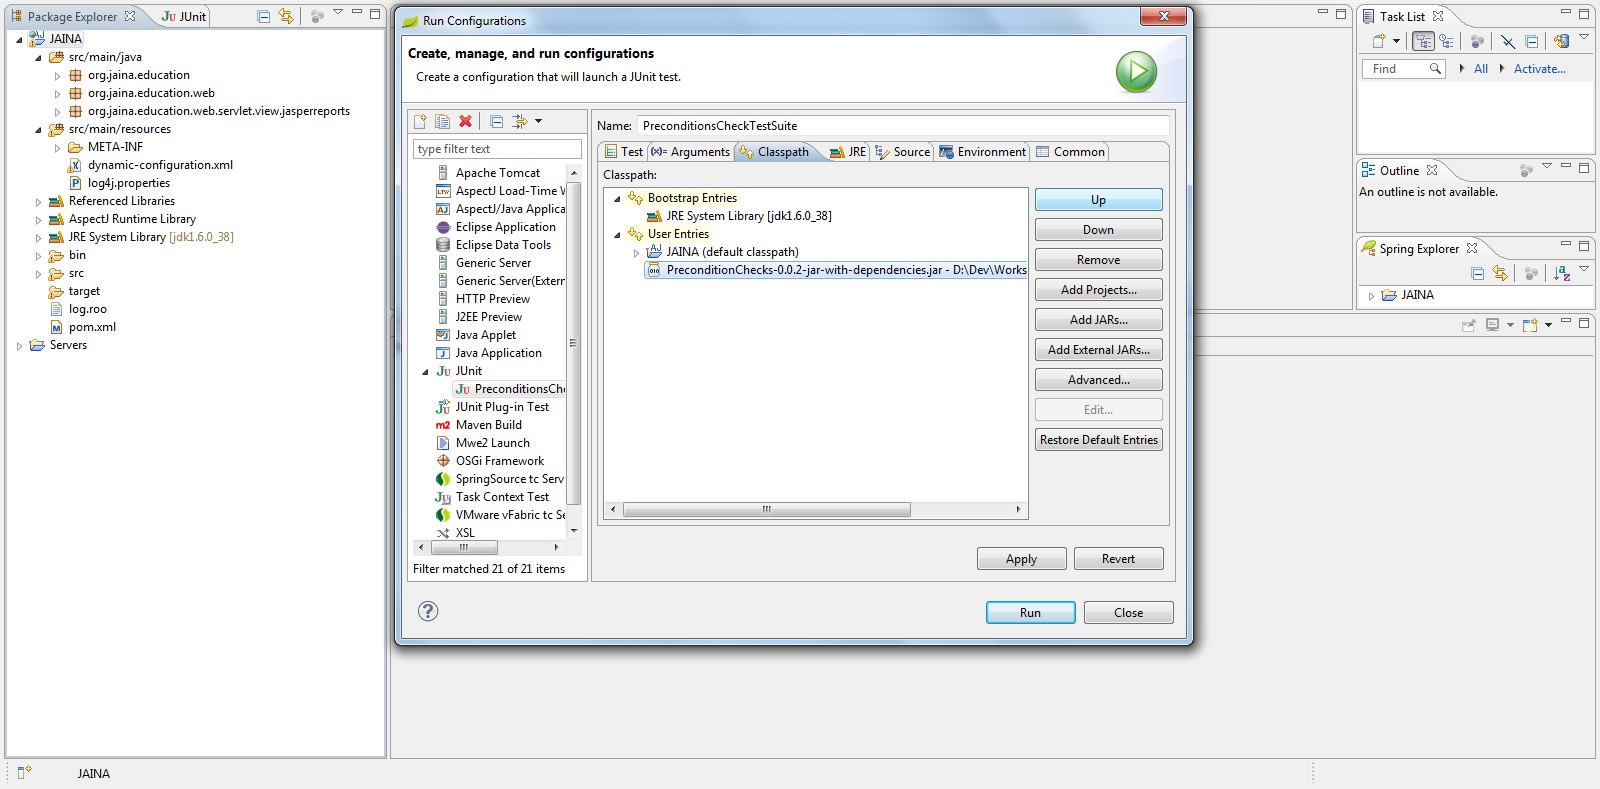 Package Explorer
JUnit
JAINA
src/main/java
org.jaina.education
org.jaina.education.web
org.jaina.education.web.servlet.view.jasperreports
src/main/resources
META-INF
dynamic-configuration.xml
log4j.properties
Referenced Libraries
AspectJ Runtime Library
JRE System Library [jdk1.6.0_38]
bin
src
target
log.roo
pom.xml
Servers
Run Configurations
Create, manage, and run configurations
Create a configuration that will launch a JUnit test.
type filter text
Apache Tomcat
AspectJ Load-Time W
AspectJ/Java Applica
Eclipse Application
Eclipse Data Tools
Generic Server
Generic Server(Extern
HTTP Preview
J2EE Preview
Java Applet
Java Application
JUnit
PreconditionsChe
JUnit Plug-in Test
Maven Build
Mwe2 Launch
OSGi Framework
SpringSource tc Serv
Task Context Test
VMware vFabric tc Se
XSL
Filter matched 21 of 21 items
Name: PreconditionsCheckTestSuite
Test (x)= Arguments Classpath JRE Source Environment Common
Classpath:
Bootstrap Entries
JRE System Library [jdk1.6.0_38]
User Entries
JAINA (default classpath)
PreconditionChecks-0.0.2-jar-with-dependencies.jar - D:\Dev\Works
Up
Down
Remove
Add Projects...
Add JARs...
Add External JARs...
Advanced...
Edit...
Restore Default Entries
Apply Revert
Run Close
Task List
Find All Activate...
Outline
An outline is not available.
Spring Explorer
JAINA
JAINA